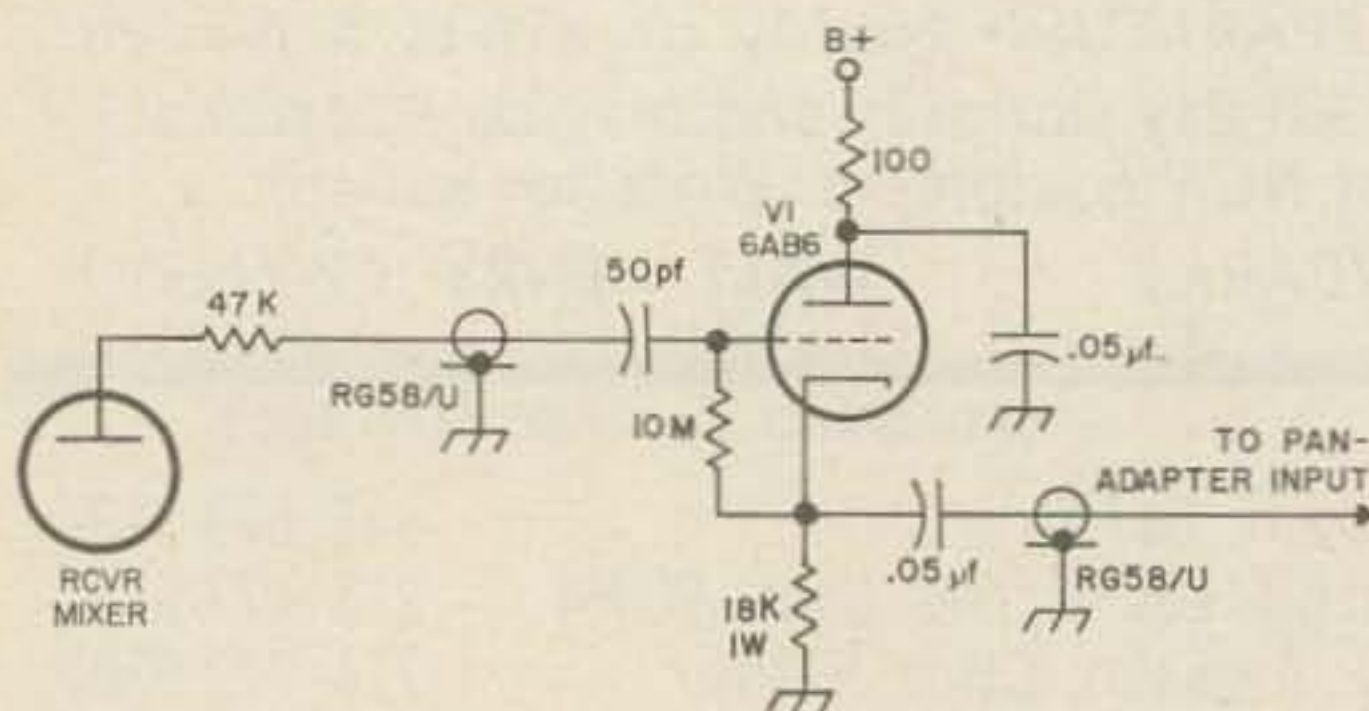 B+
100
V1
6AB6
50pf
47K
.05µf.
RG58/U
10M
TO PAN-
ADAPTER INPUT
RCVR
MIXER
.05µf
RG58/U
18K
1W